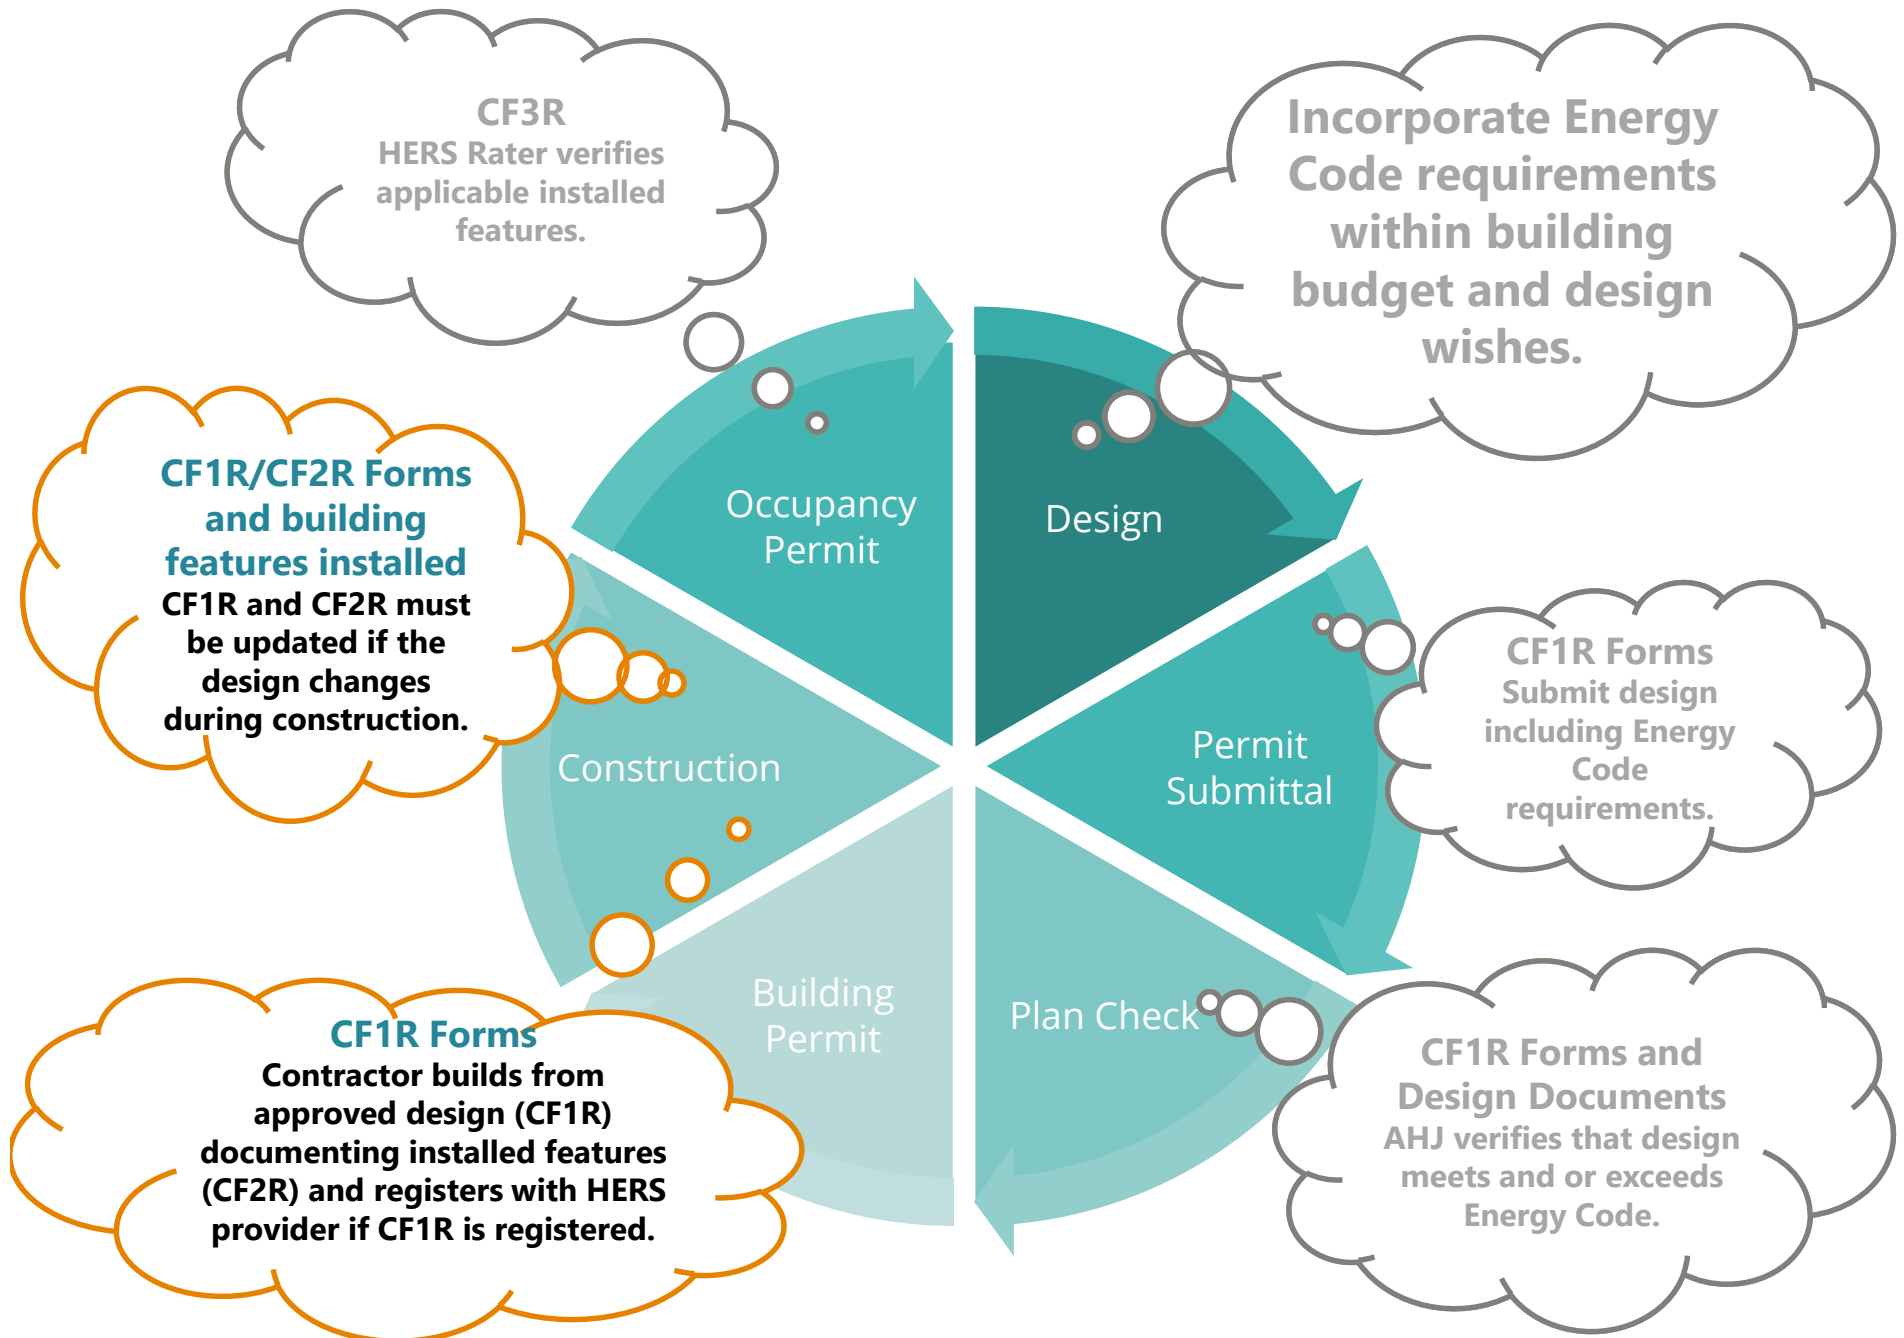 CF3R
HERS Rater verifies
applicable installed
features.
Incorporate Energy
Code requirements
within building
budget and design
wishes.
CF1R/CF2R Forms
and building
features installed
CF1R and CF2R must
be updated if the
design changes
during construction.
Occupancy
Permit
Design
CF1R Forms
Submit design
including Energy
Code
requirements.
Construction
Permit
Submittal
Building
Permit
Plan Check
CF1R Forms
Contractor builds from
approved design (CF1R)
documenting installed features
(CF2R) and registers with HERS
provider if CF1R is registered.
CF1R Forms and
Design Documents
AHJ verifies that design
meets and or exceeds
Energy Code.